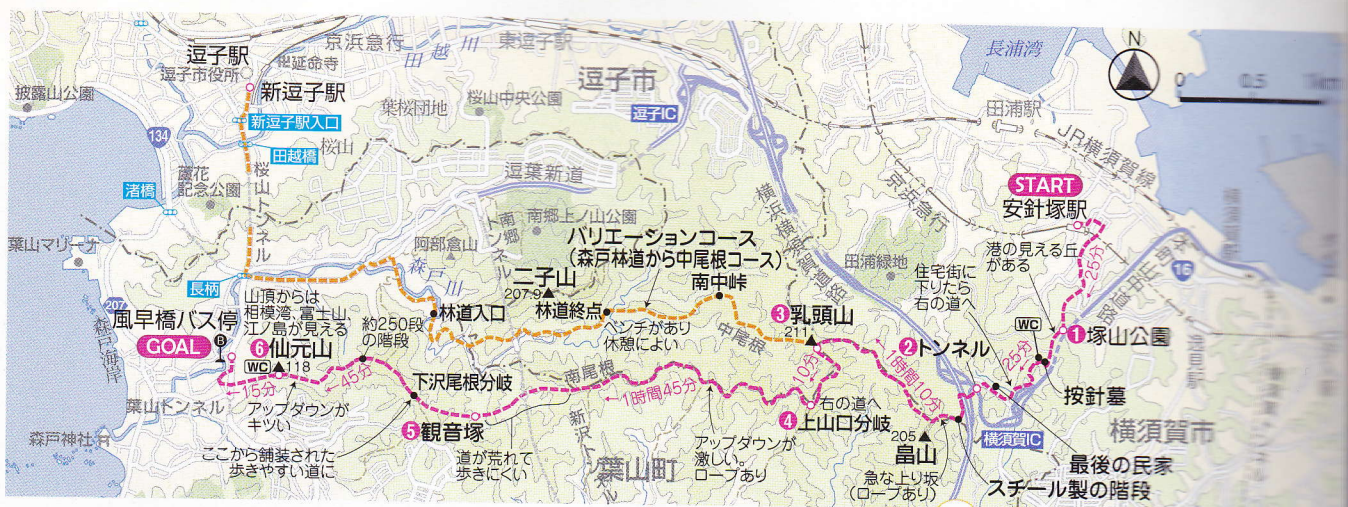 逗子駅
逗子市役所
卍延命寺
京浜急行
田越川
東逗子駅
長浦湾
N
0
0.5
1km
披露山公園
新逗子駅
葉桜団地
桜山中央公園
逗子市
逗子IC
田浦駅
JR横須賀線
新逗子駅入口
134
桜山
田越橋
蘆花
記念公園
渚橋
桜山トンネル
逗葉新道
京浜急行
START
安針塚駅
港の見える丘
がある
←25分
16
葉山マリーナ
南郷上ノ山公園
南郷トンネル
阿部倉山
森戸川
二子山
207.9
バリエーションコース
(森戸林道から中尾根コース)
南中峠
横浜横須賀道路
田浦緑地
住宅街に
下りたら
右の道へ
本町山中道路
逸見駅
長柄
207
山頂からは
相模湾、富士山、
江ノ島が見える
風早橋バス停
B
GOAL
約250段
の階段
林道入口
林道終点
ベンチがあり
休憩によい
中尾根
③乳頭山
211
②トンネル
WC
①塚山公園
25分
按針墓
森戸海岸
⑥仙元山
WC
118
←15分
←45分
下沢尾根分岐
南尾根
←1時間45分
10分
←1時間10分
④上山口分岐
右の道へ
横須賀IC
横須賀市
葉山トンネル
アップダウンが
キツい
⑤観音塚
新沢トンネル
森戸神社
ここから舗装された
歩きやすい道に
道が荒れて
歩きにくい
葉山町
アップダウンが
激しい。
ロープあり
205
畠山
急な上り坂
(ロープあり)
最後の民家
スチール製の階段